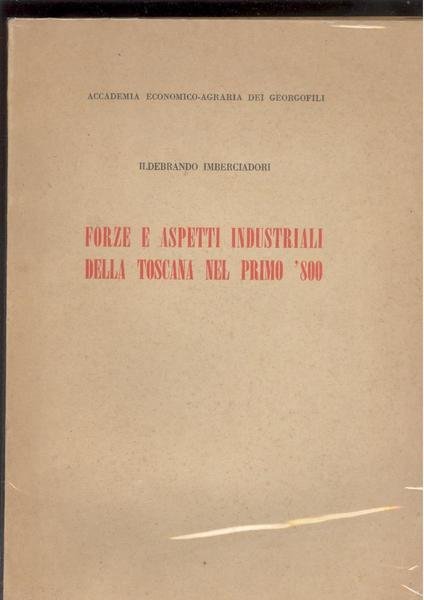 ACCADEMIA ECONOMICO-AGRARIA DEI GEORGOFILI
ILDEBRANDO IMBERCIADORI
FORZE E ASPETTI INDUSTRIALI
DELLA TOSCANA NEL PRIMO '800